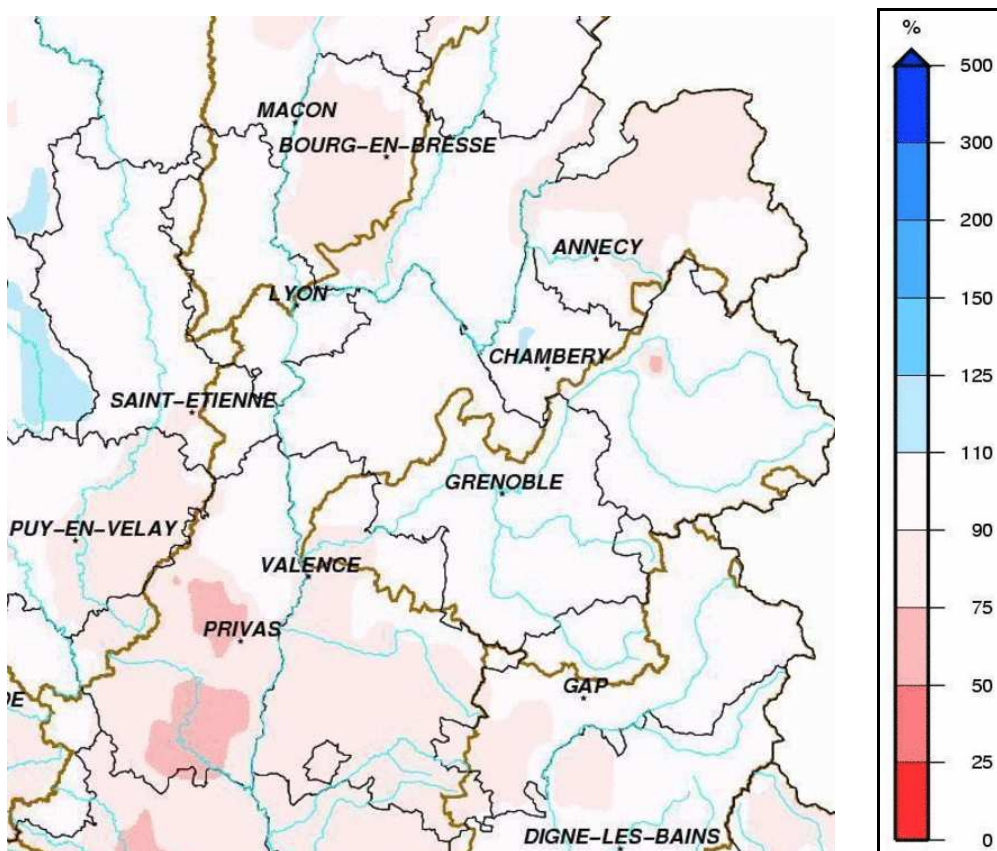 %
500
300
200
150
125
110
90
75
50
25
0
MACON
BOURG-EN-BRESSE
ANNECY
LYON
CHAMBERY
SAINT-ETIENNE
GRENOBLE
PUY-EN-VELAY
VALENCE
PRIVAS
GAP
DE
DIGNE-LES-BAINS